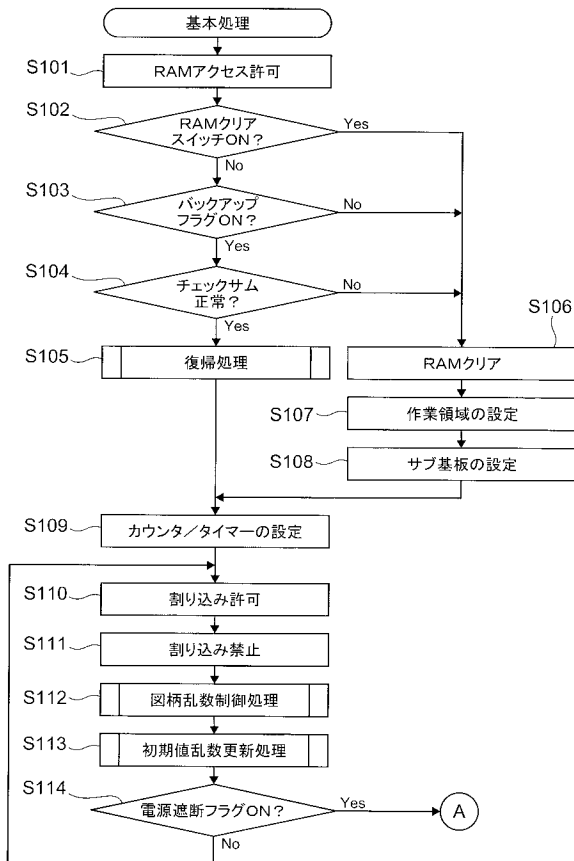 基本処理
S101
RAMアクセス許可
S102
RAMクリア
スイッチON？
Yes
No
S103
バックアップ
フラグON？
No
Yes
S104
チェックサム
正常？
No
Yes
S105
復帰処理
S106
RAMクリア
S107
作業領域の設定
S108
サブ基板の設定
S109
カウンタ／タイマーの設定
S110
割り込み許可
S111
割り込み禁止
S112
図柄乱数制御処理
S113
初期値乱数更新処理
S114
電源遮断フラグON？
Yes
A
No